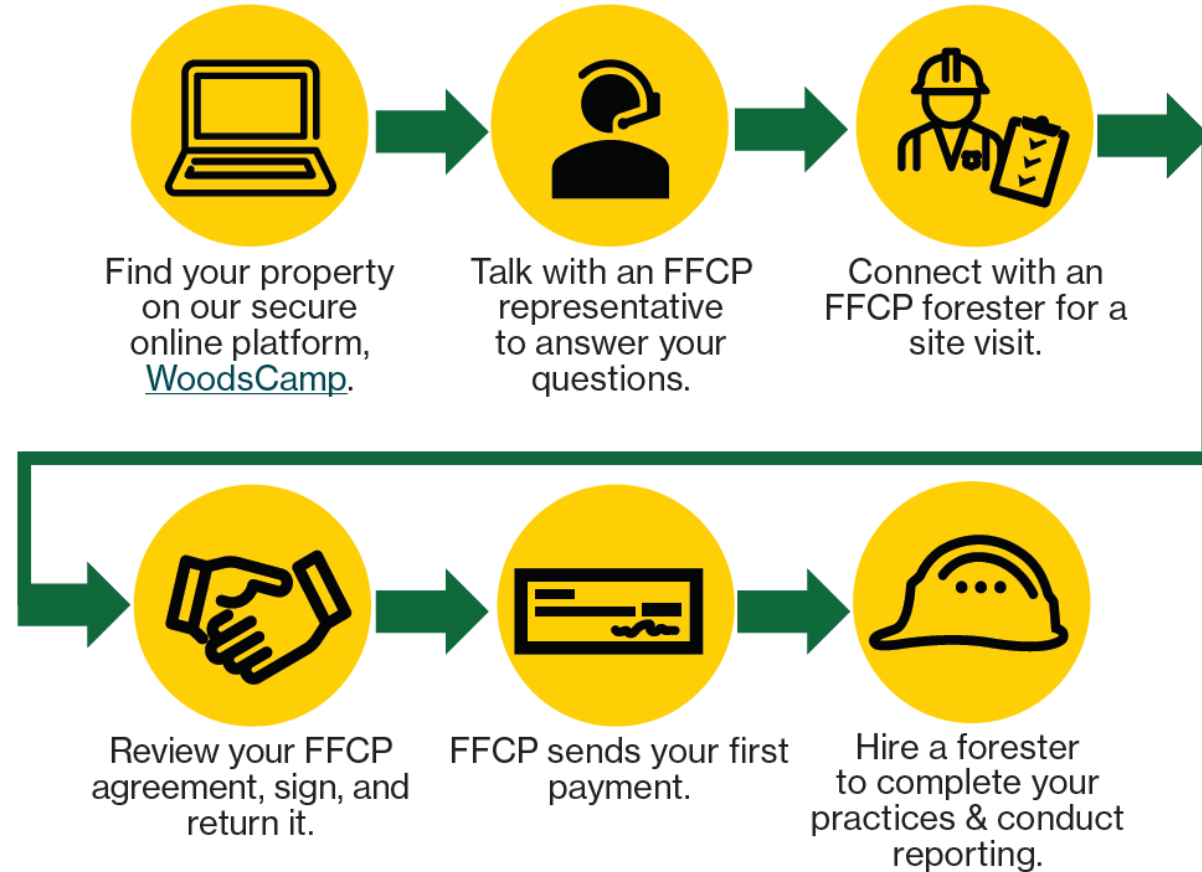 Find your property
on our secure
online platform,
WoodsCamp.
Talk with an FFCP
representative
to answer your
questions.
Connect with an
FFCP forester for a
site visit.
Review your FFCP
agreement, sign, and
return it.
FFCP sends your first
payment.
Hire a forester
to complete your
practices & conduct
reporting.